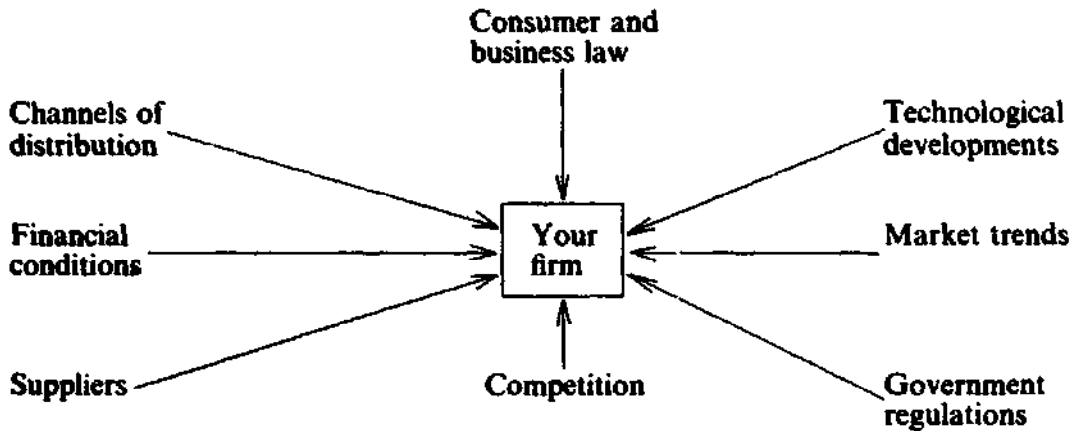 Consumer and
business law
Channels of
distribution
Technological
developments
Financial
conditions
Your
firm
Market trends
Suppliers
Competition
Government
regulations